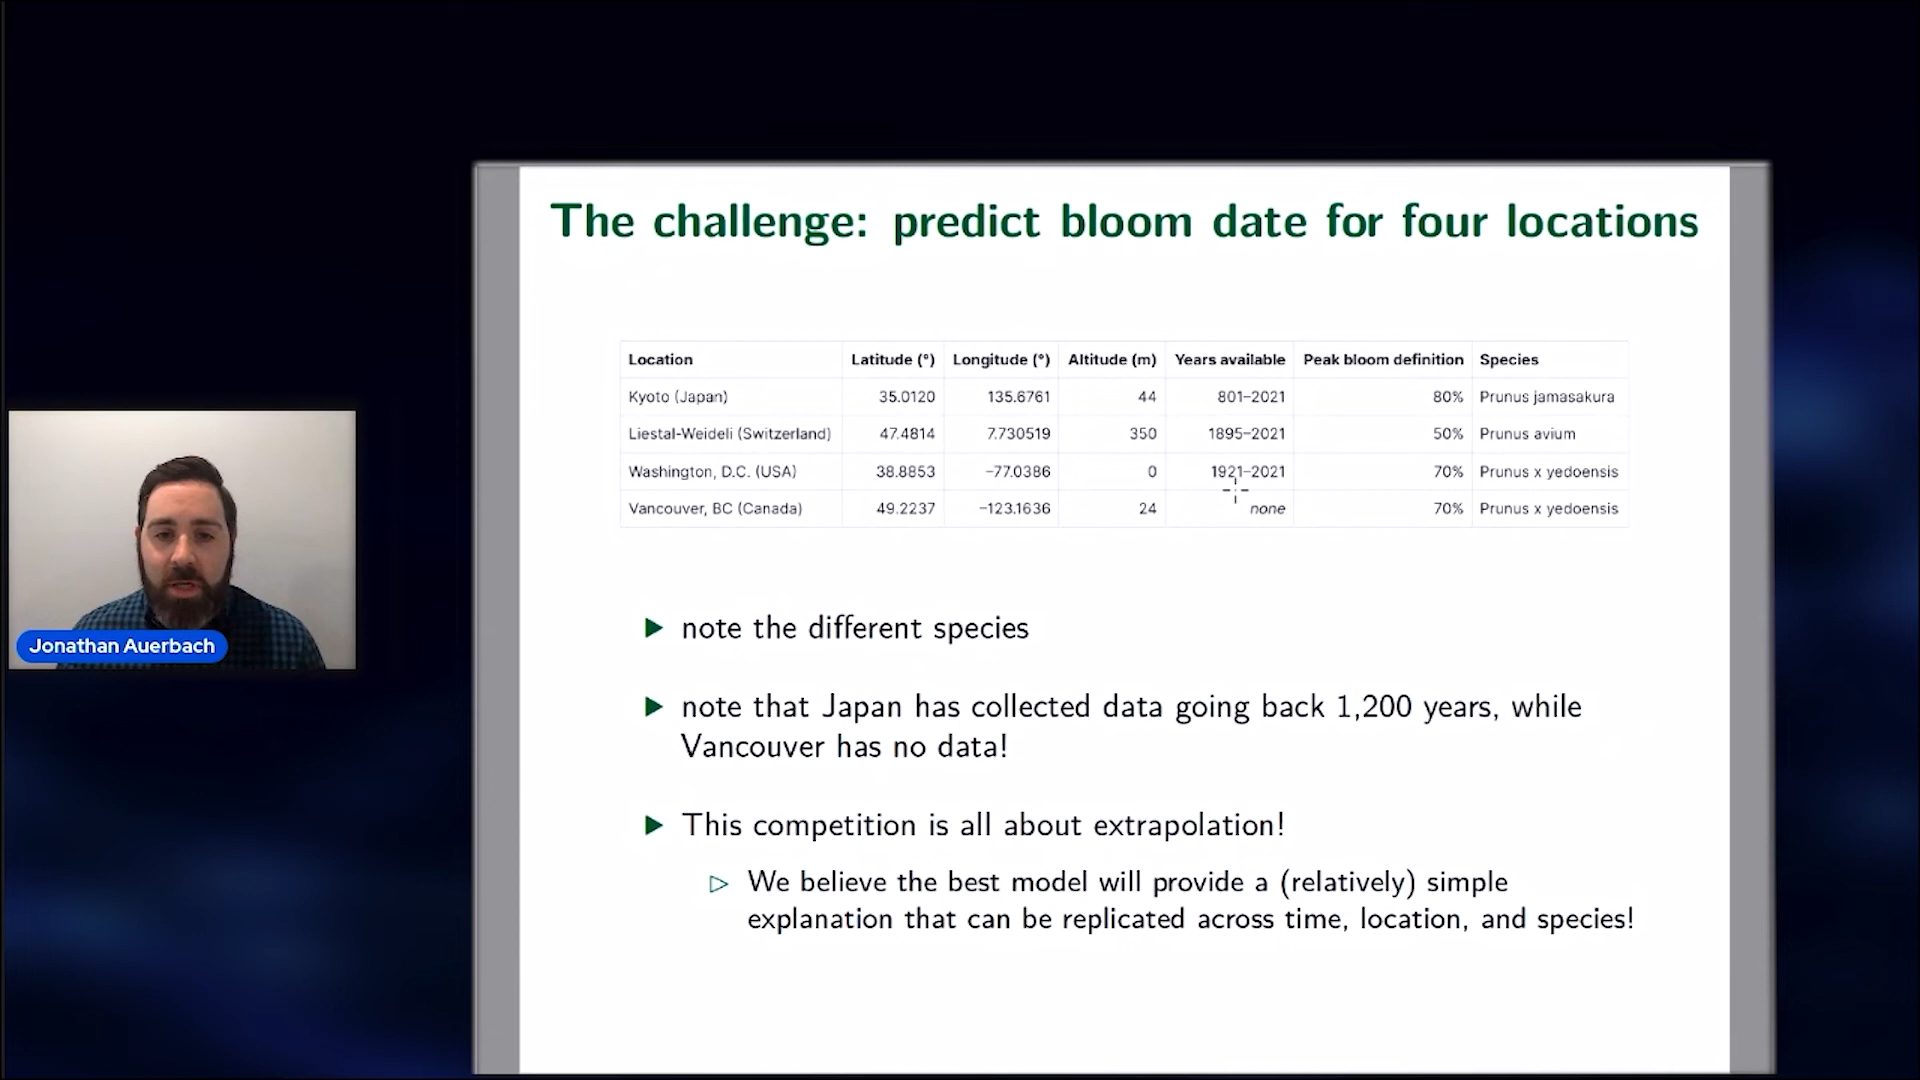 The challenge: predict bloom date for four locations
Location Latitude (°) Longitude (°) Altitude (m) Years available Peak bloom definition Species
Kyoto (Japan) 35.0120 135.6761 44 801–2021 80% Prunus jamasakura
Liestal-Weideli (Switzerland) 47.4814 7.730519 350 1895–2021 50% Prunus avium
Washington, D.C. (USA) 38.8853 −77.0386 0 1921–2021 70% Prunus x yedoensis
Vancouver, BC (Canada) 49.2237 −123.1636 24 none 70% Prunus x yedoensis
note the different species
note that Japan has collected data going back 1,200 years, while
Vancouver has no data!
This competition is all about extrapolation!
We believe the best model will provide a (relatively) simple
explanation that can be replicated across time, location, and species!
Jonathan Auerbach